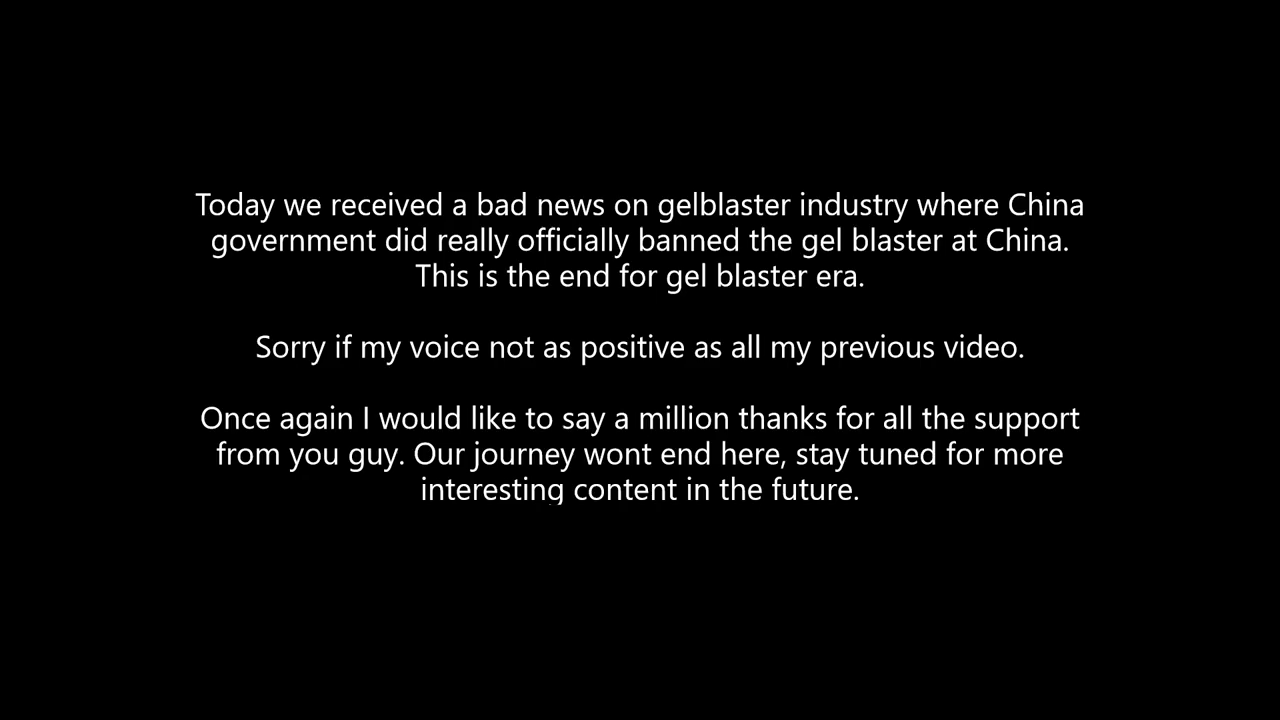 Today we received a bad news on gelblaster industry where China
government did really officially banned the gel blaster at China.
This is the end for gel blaster era.
Sorry if my voice not as positive as all my previous video.
Once again I would like to say a million thanks for all the support
from you guy. Our journey wont end here, stay tuned for more
interesting content in the future.